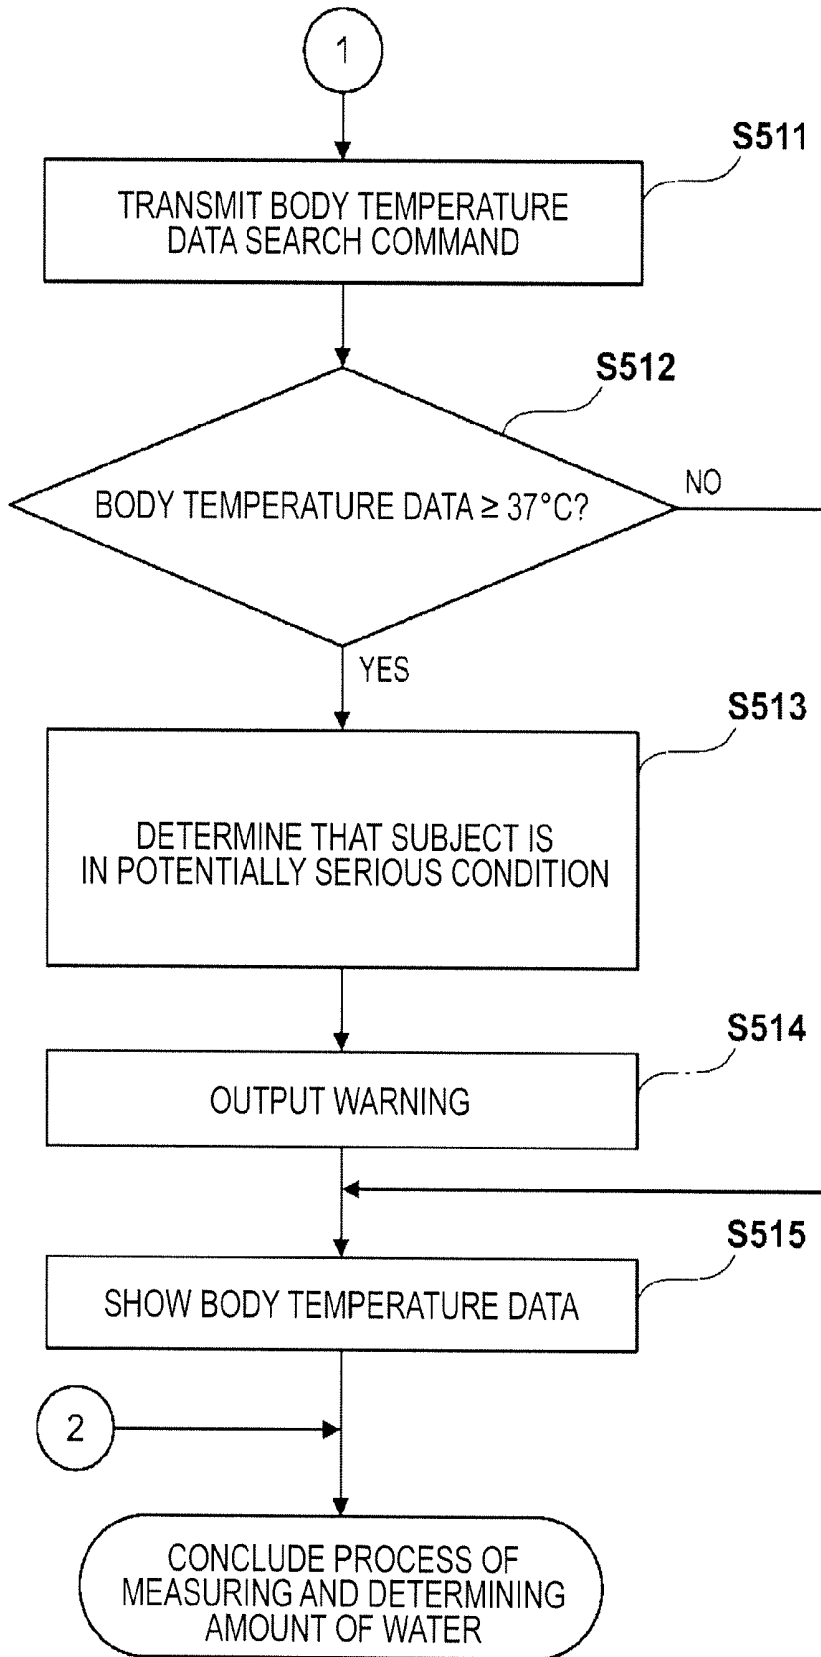 1
S511
TRANSMIT BODY TEMPERATURE
DATA SEARCH COMMAND
S512
BODY TEMPERATURE DATA ≥ 37°C?
NO
YES
S513
DETERMINE THAT SUBJECT IS
IN POTENTIALLY SERIOUS CONDITION
S514
OUTPUT WARNING
S515
SHOW BODY TEMPERATURE DATA
2
CONCLUDE PROCESS OF
MEASURING AND DETERMINING
AMOUNT OF WATER